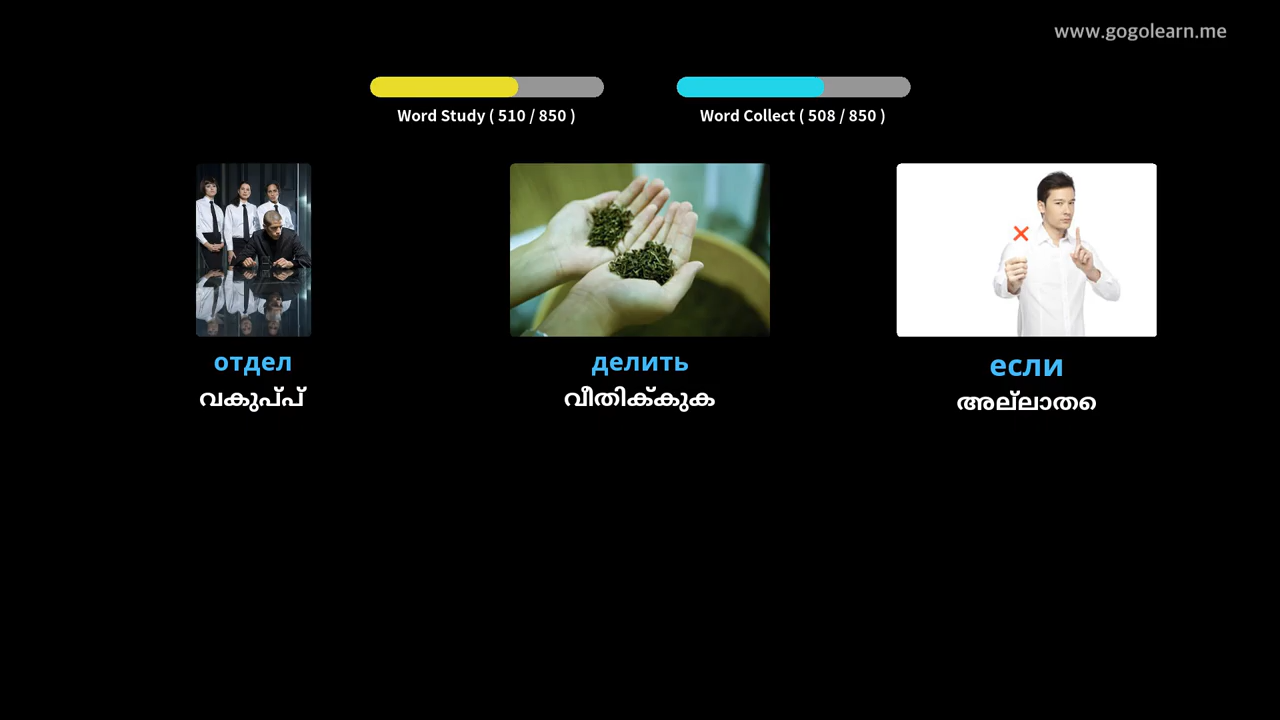 www.gogolearn.me
Word Study ( 510 / 850 )
Word Collect ( 508 / 850 )
отдел
വകുപ്പ്
делить
വീതിക്കുക
если
അല്ലാതെ